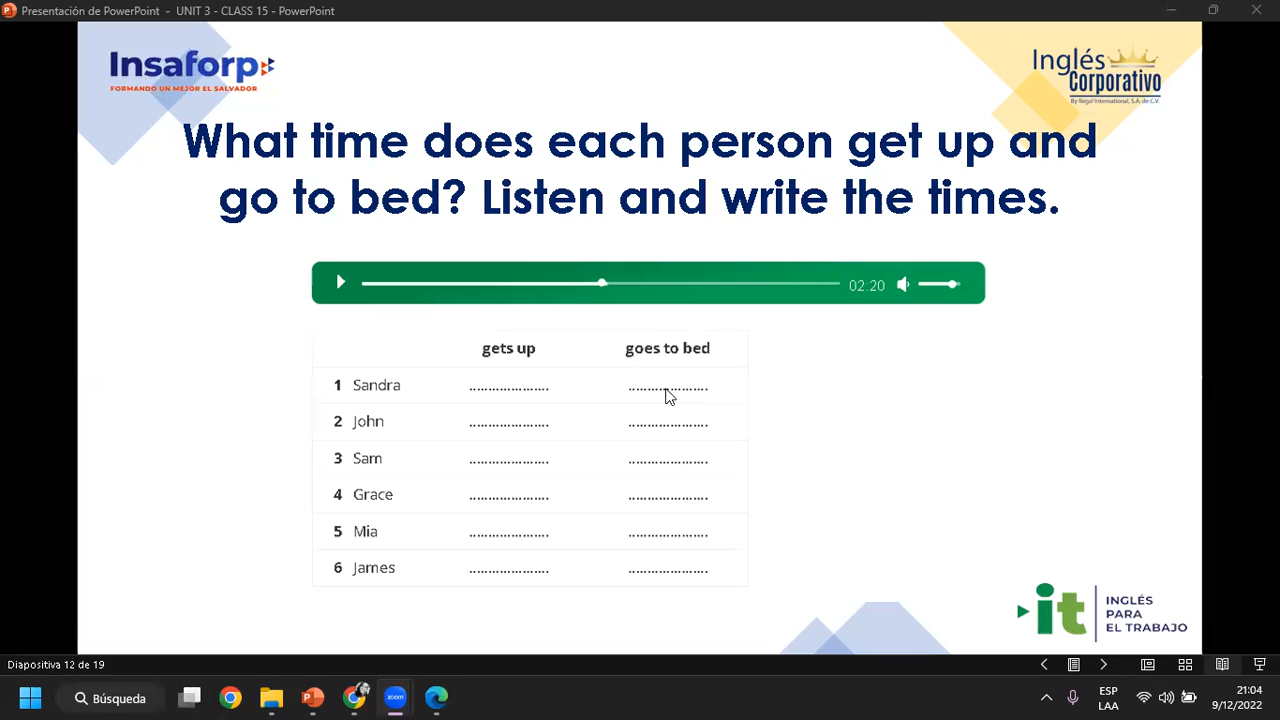 Presentación de PowerPoint - UNIT 3 - CLASS 15 - PowerPoint
Insaforp
FORMANDO UN MEJOR EL SALVADOR
Inglés
Corporativo
By Regal International, S.A. de C.V.
What time does each person get up and
go to bed? Listen and write the times.
02:20
gets up goes to bed
1 Sandra .................... ....................
2 John .................... ....................
3 Sam .................... ....................
4 Grace .................... ....................
5 Mia .................... ....................
6 James .................... ....................
it INGLÉS
PARA
EL TRABAJO
Diapositiva 12 de 19
Búsqueda
zoom
ESP
LAA
21:04
9/12/2022